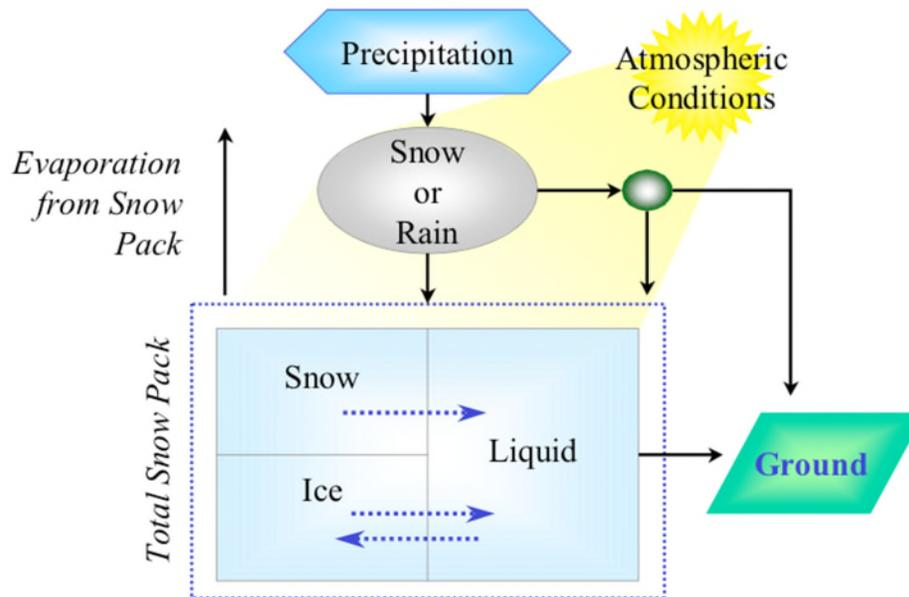 Precipitation
Atmospheric
Conditions
Snow
or
Rain
Evaporation
from Snow
Pack
Total Snow Pack
Snow
Liquid
Ice
Ground